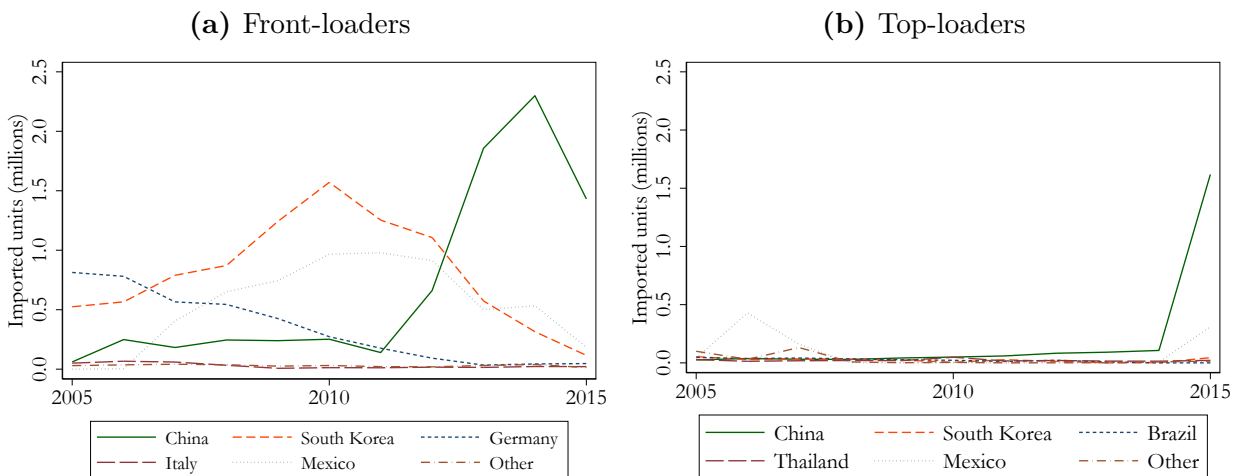 (a) Front-loaders
Imported units (millions)
2.5
2.0
1.5
1.0
0.5
0.0
2005 2010 2015
China South Korea Germany
Italy Mexico Other
(b) Top-loaders
Imported units (millions)
2.5
2.0
1.5
1.0
0.5
0.0
2005 2010 2015
China South Korea Brazil
Thailand Mexico Other